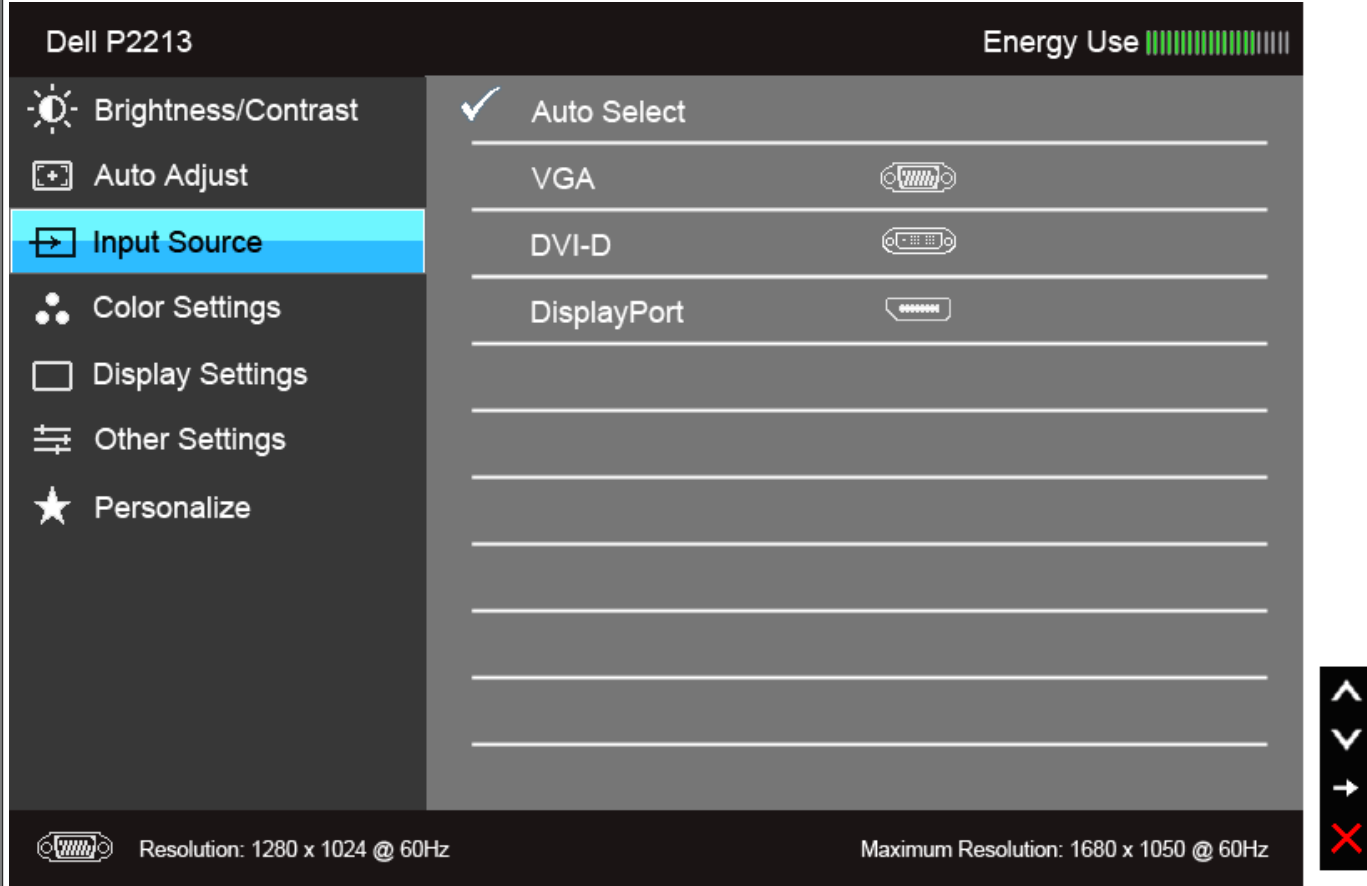 Dell P2213
Energy Use
Brightness/Contrast
Auto Adjust
Input Source
Color Settings
Display Settings
Other Settings
Personalize
Auto Select
VGA
DVI-D
DisplayPort
Resolution: 1280 x 1024 @ 60Hz
Maximum Resolution: 1680 x 1050 @ 60Hz